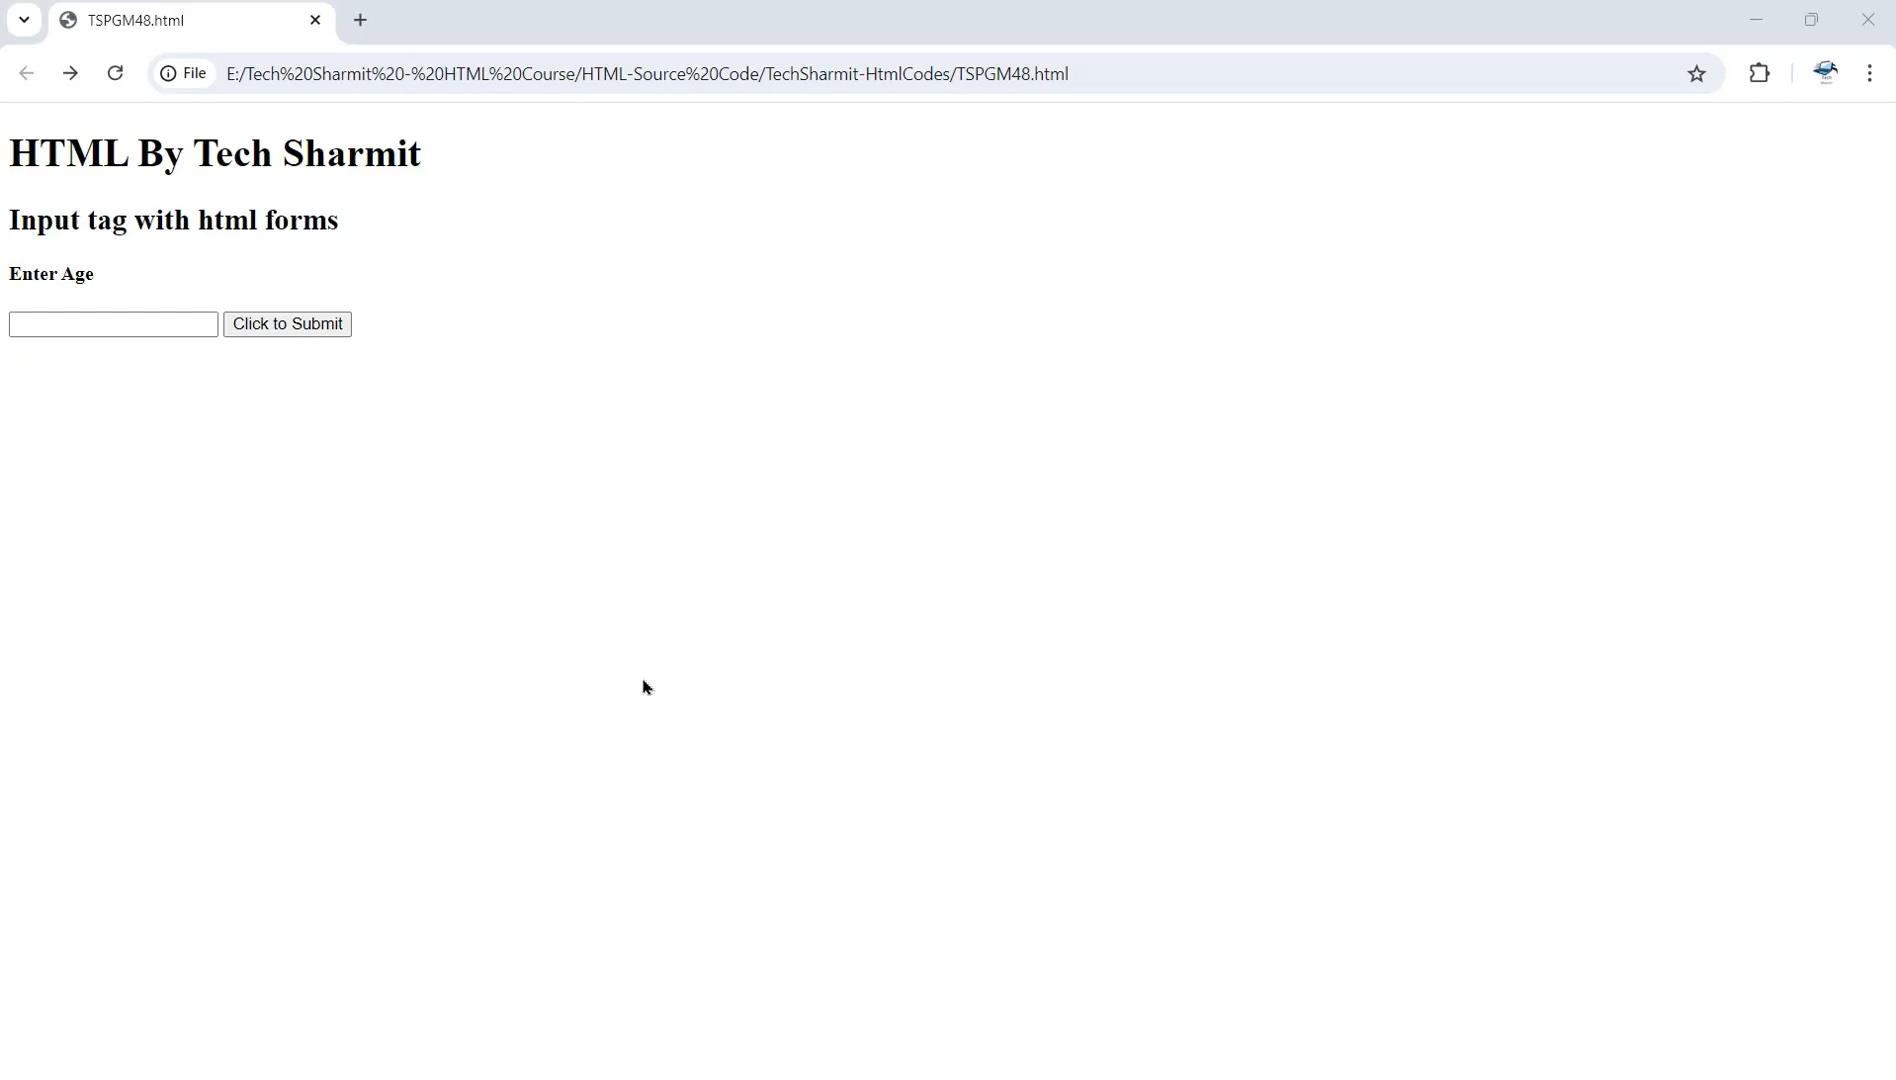 TSPGM48.html
File E:/Tech%20Sharmit%20-%20HTML%20Course/HTML-Source%20Code/TechSharmit-HtmlCodes/TSPGM48.html
HTML By Tech Sharmit
Input tag with html forms
Enter Age
Click to Submit